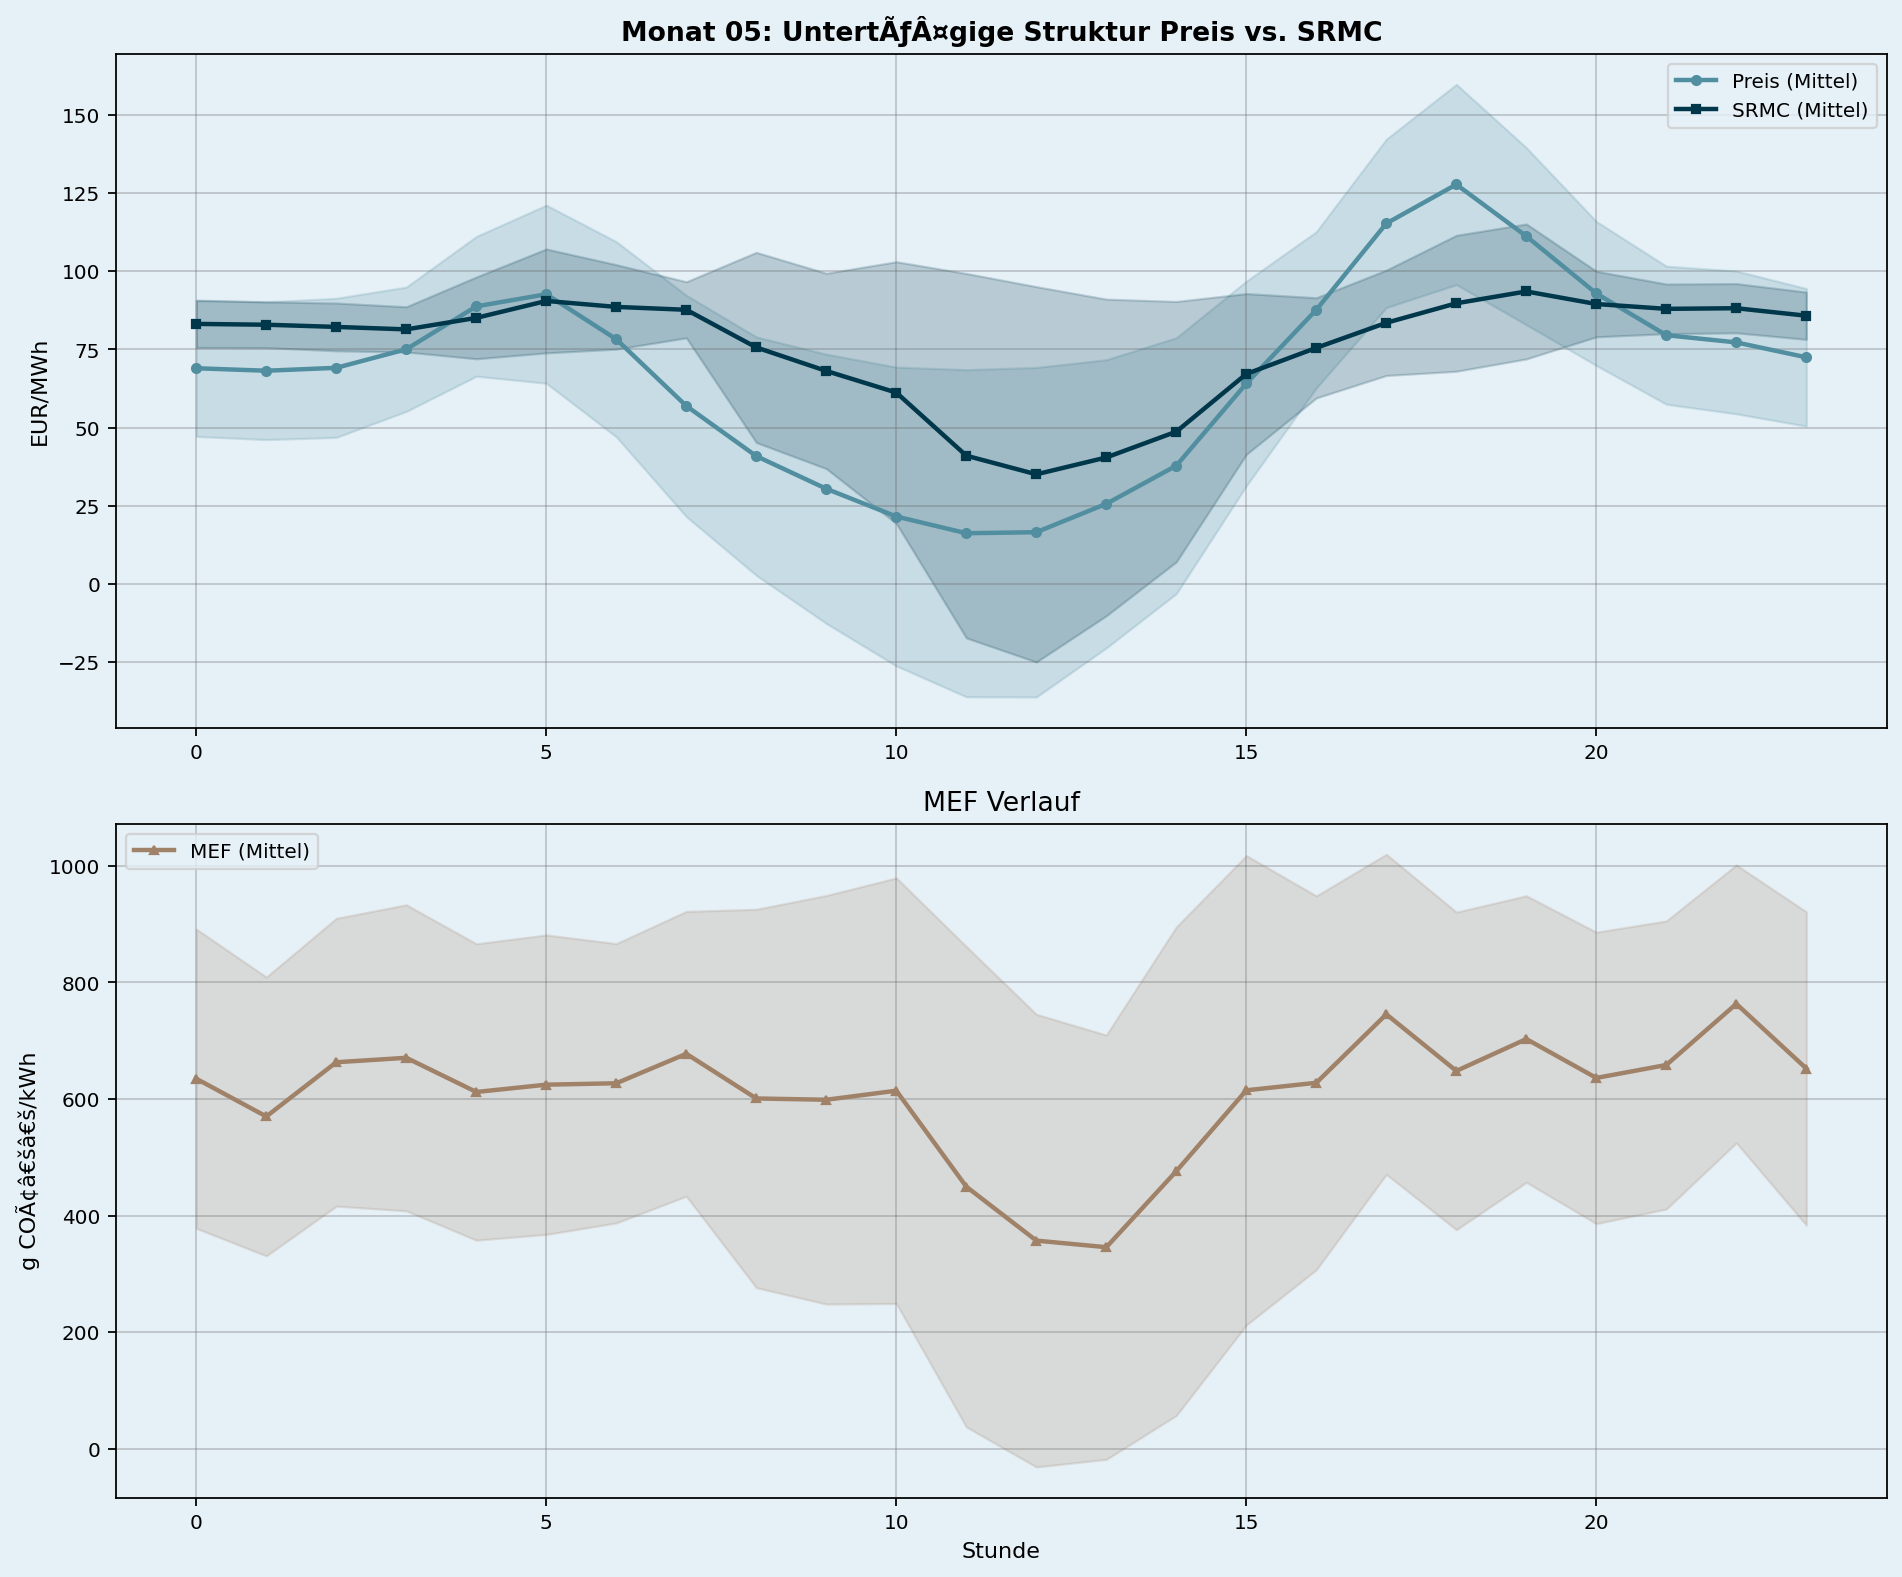 Monat 05: UntertÃƒÂ¤gige Struktur Preis vs. SRMC
Preis (Mittel)
SRMC (Mittel)
EUR/MWh
150
125
100
75
50
25
0
−25
0 5 10 15 20
MEF Verlauf
MEF (Mittel)
g COÃ¢â€šâ€š/kWh
1000
800
600
400
200
0
0 5 10 15 20
Stunde